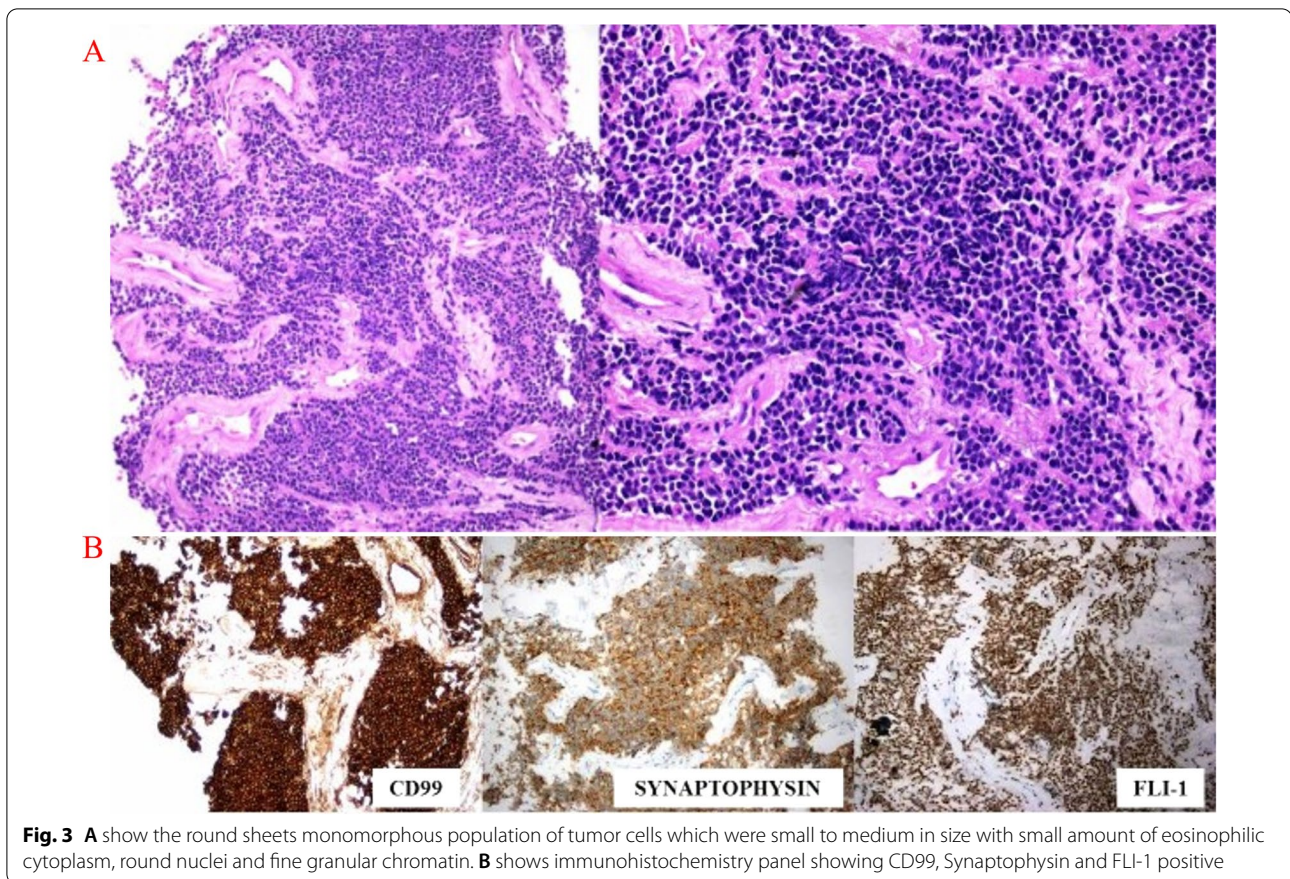 A
B
CD99
SYNAPTOPHYSIN
FLI-1
Fig. 3 A show the round sheets monomorphous population of tumor cells which were small to medium in size with small amount of eosinophilic
cytoplasm, round nuclei and fine granular chromatin. B shows immunohistochemistry panel showing CD99, Synaptophysin and FLI-1 positive